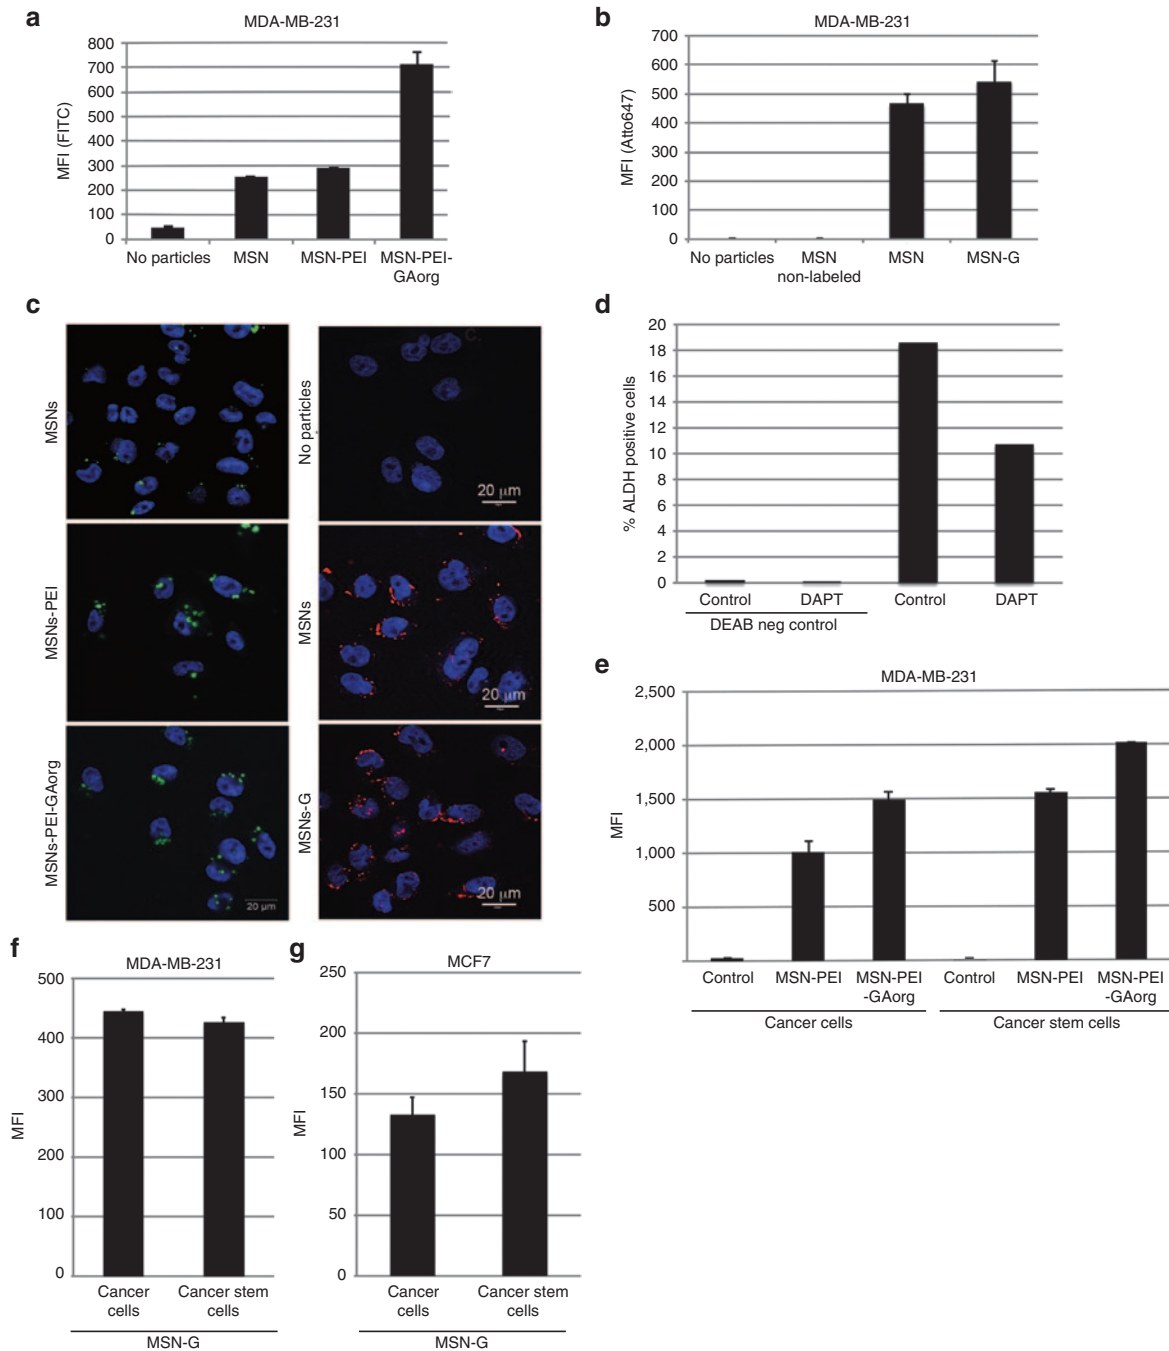 a
MDA-MB-231
MFI (FITC)
800
700
600
500
400
300
200
100
0
No particles
MSN
MSN-PEI
MSN-PEI-
GAorg
b
MDA-MB-231
MFI (Atto647)
700
600
500
400
300
200
100
0
No particles
MSN
non-labeled
MSN
MSN-G
c
MSNs
MSNs-PEI
MSNs-PEI-GAorg
20 µm
No particles
20 µm
MSNs
20 µm
MSNs-G
20 µm
d
% ALDH positive cells
20
18
16
14
12
10
8
6
4
2
0
Control
DAPT
Control
DAPT
DEAB neg control
e
MDA-MB-231
MFI
2,500
2,000
1,500
1,000
500
Control
MSN-PEI
MSN-PEI
-GAorg
Control
MSN-PEI
MSN-PEI
-GAorg
Cancer cells
Cancer stem cells
f
MDA-MB-231
MFI
500
400
300
200
100
0
Cancer
cells
Cancer stem
cells
MSN-G
g
MCF7
MFI
250
200
150
100
50
0
Cancer
cells
Cancer stem
cells
MSN-G